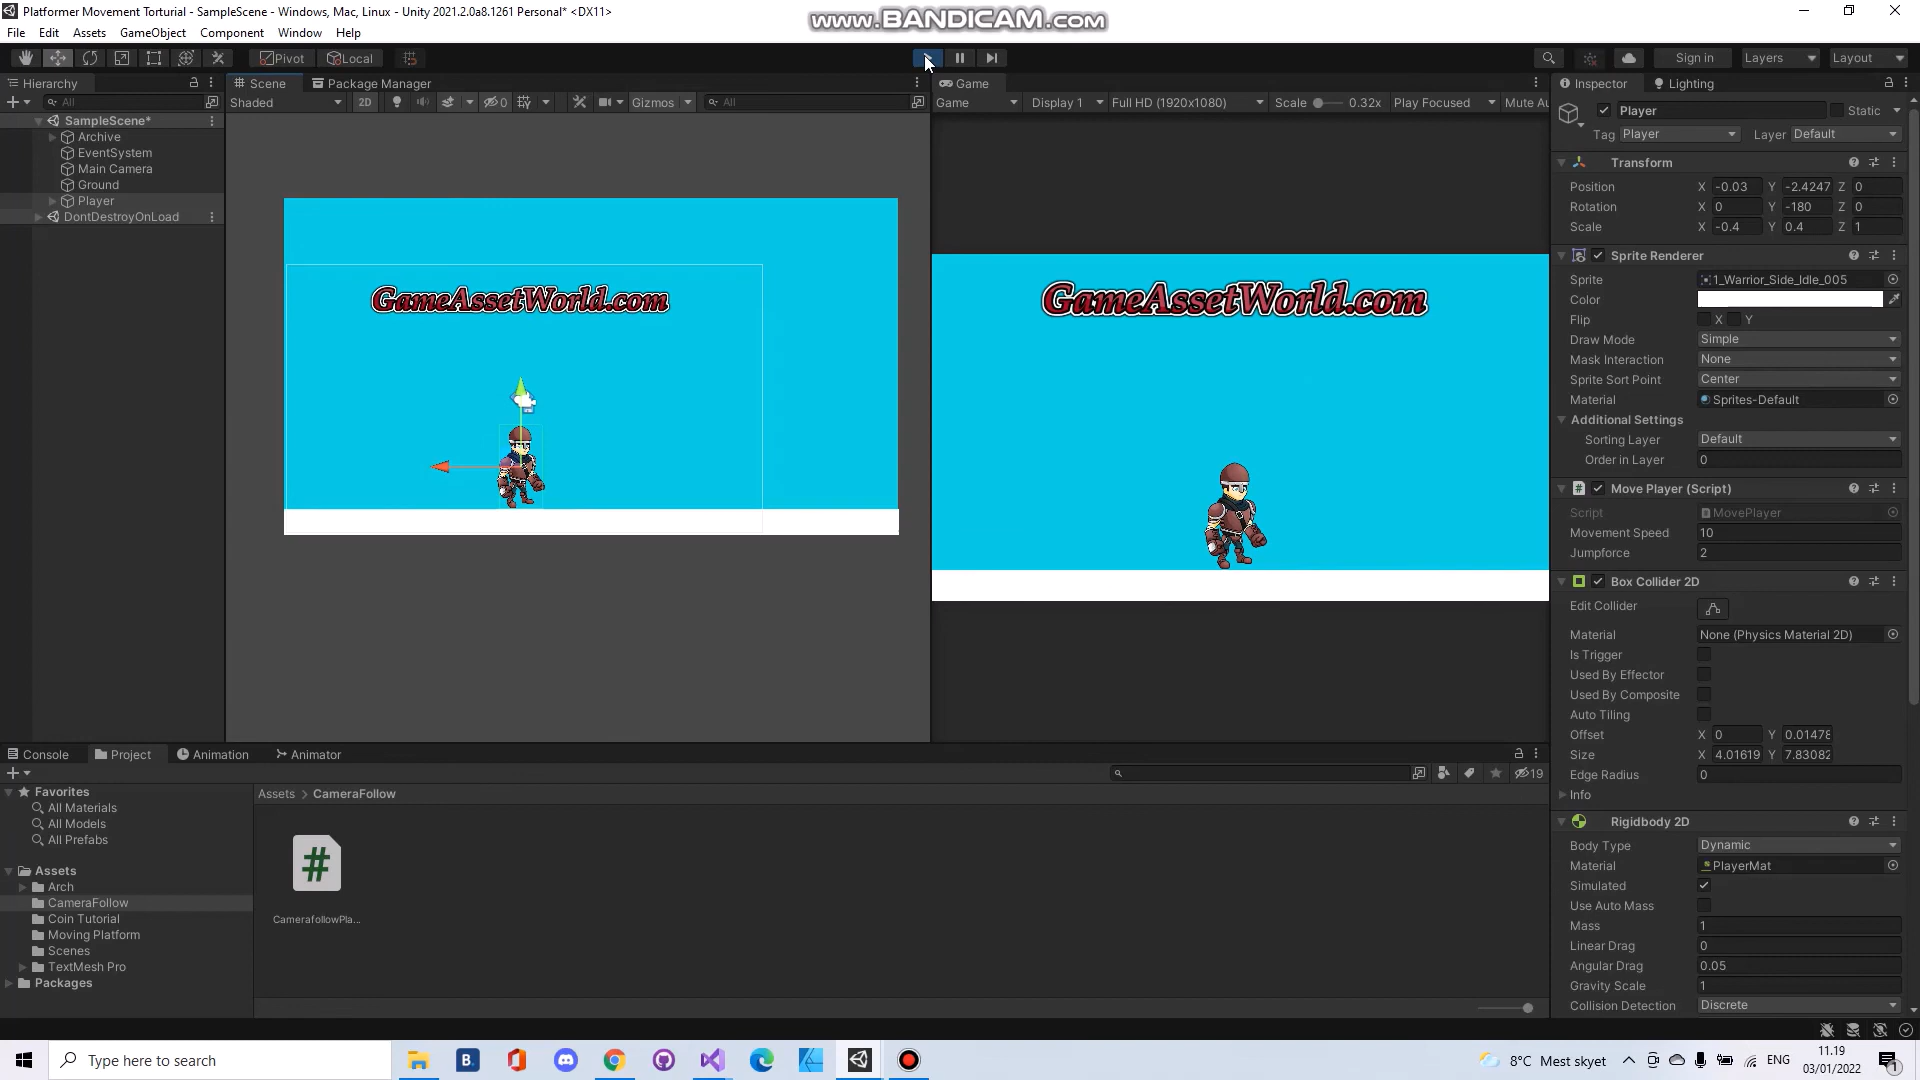 Platformer Movement Torturial - SampleScene - Windows, Mac, Linux - Unity 2021.2.0a8.1261 Personal* <DX11>
www.BANDICAM.com
File Edit Assets GameObject Component Window Help
Pivot Local
Sign in Layers Layout
Hierarchy
Scene Package Manager
Game
Inspector Lighting
All
Shaded 2D 0 Gizmos All
Game Display 1 Full HD (1920x1080) Scale 0.32x Play Focused Mute Au
SampleScene*
Archive
EventSystem
Main Camera
Ground
Player
DontDestroyOnLoad
GameAssetWorld.com
GameAssetWorld.com
Player Static
Tag Player Layer Default
Transform
Position X -0.03 Y -2.4247 Z 0
Rotation X 0 Y -180 Z 0
Scale X -0.4 Y 0.4 Z 1
Sprite Renderer
Sprite 1_Warrior_Side_Idle_005
Color
Flip X Y
Draw Mode Simple
Mask Interaction None
Sprite Sort Point Center
Material Sprites-Default
Additional Settings
Sorting Layer Default
Order in Layer 0
Move Player (Script)
Script MovePlayer
Movement Speed 10
Jumpforce 2
Box Collider 2D
Edit Collider
Material None (Physics Material 2D)
Is Trigger
Used By Effector
Used By Composite
Auto Tiling
Offset X 0 Y 0.01478
Size X 4.01619 Y 7.83082
Edge Radius 0
Info
Rigidbody 2D
Body Type Dynamic
Material PlayerMat
Simulated
Use Auto Mass
Mass 1
Linear Drag 0
Angular Drag 0.05
Gravity Scale 1
Collision Detection Discrete
Console Project Animation Animator
19
Favorites
All Materials
All Models
All Prefabs
Assets
Arch
CameraFollow
Coin Tutorial
Moving Platform
Scenes
TextMesh Pro
Packages
Assets > CameraFollow
#
CamerafollowPla...
Type here to search
B.
8°C Mest skyet
ENG
11.19
03/01/2022
1